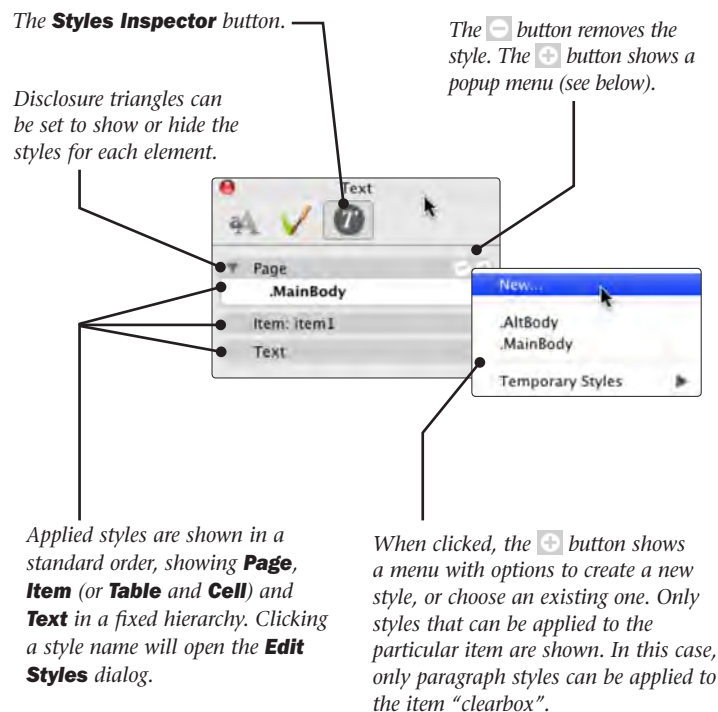 The Styles Inspector button.
The button removes the
style. The button shows a
popup menu (see below).
Disclosure triangles can
be set to show or hide the
styles for each element.
Text
Page
.MainBody
Item: item1
Text
New...
.AltBody
.MainBody
Temporary Styles
Applied styles are shown in a
standard order, showing Page,
Item (or Table and Cell) and
Text in a fixed hierarchy. Clicking
a style name will open the Edit
Styles dialog.
When clicked, the button shows
a menu with options to create a new
style, or choose an existing one. Only
styles that can be applied to the
particular item are shown. In this case,
only paragraph styles can be applied to
the item “clearbox”.